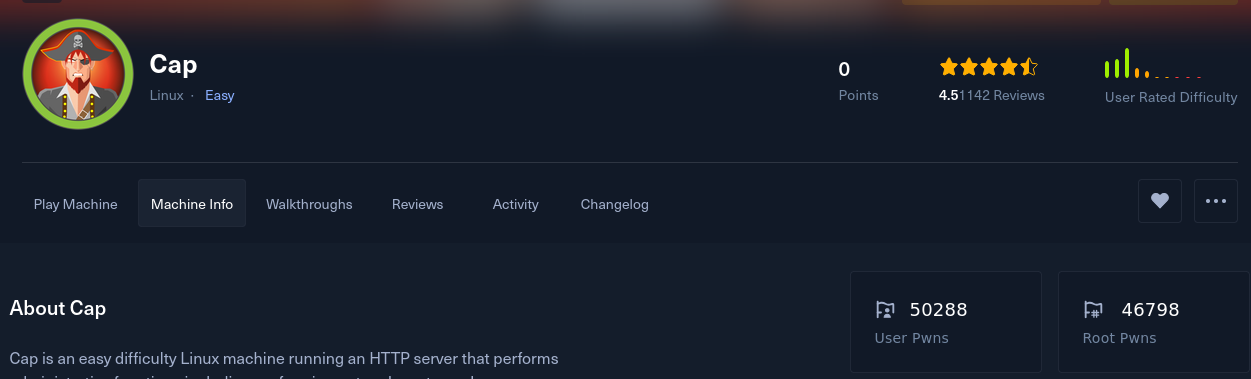 Cap
Linux · Easy
0
Points
4.5 1142 Reviews
User Rated Difficulty
Play Machine
Machine Info
Walkthroughs
Reviews
Activity
Changelog
About Cap
50288
User Pwns
46798
Root Pwns
Cap is an easy difficulty Linux machine running an HTTP server that performs